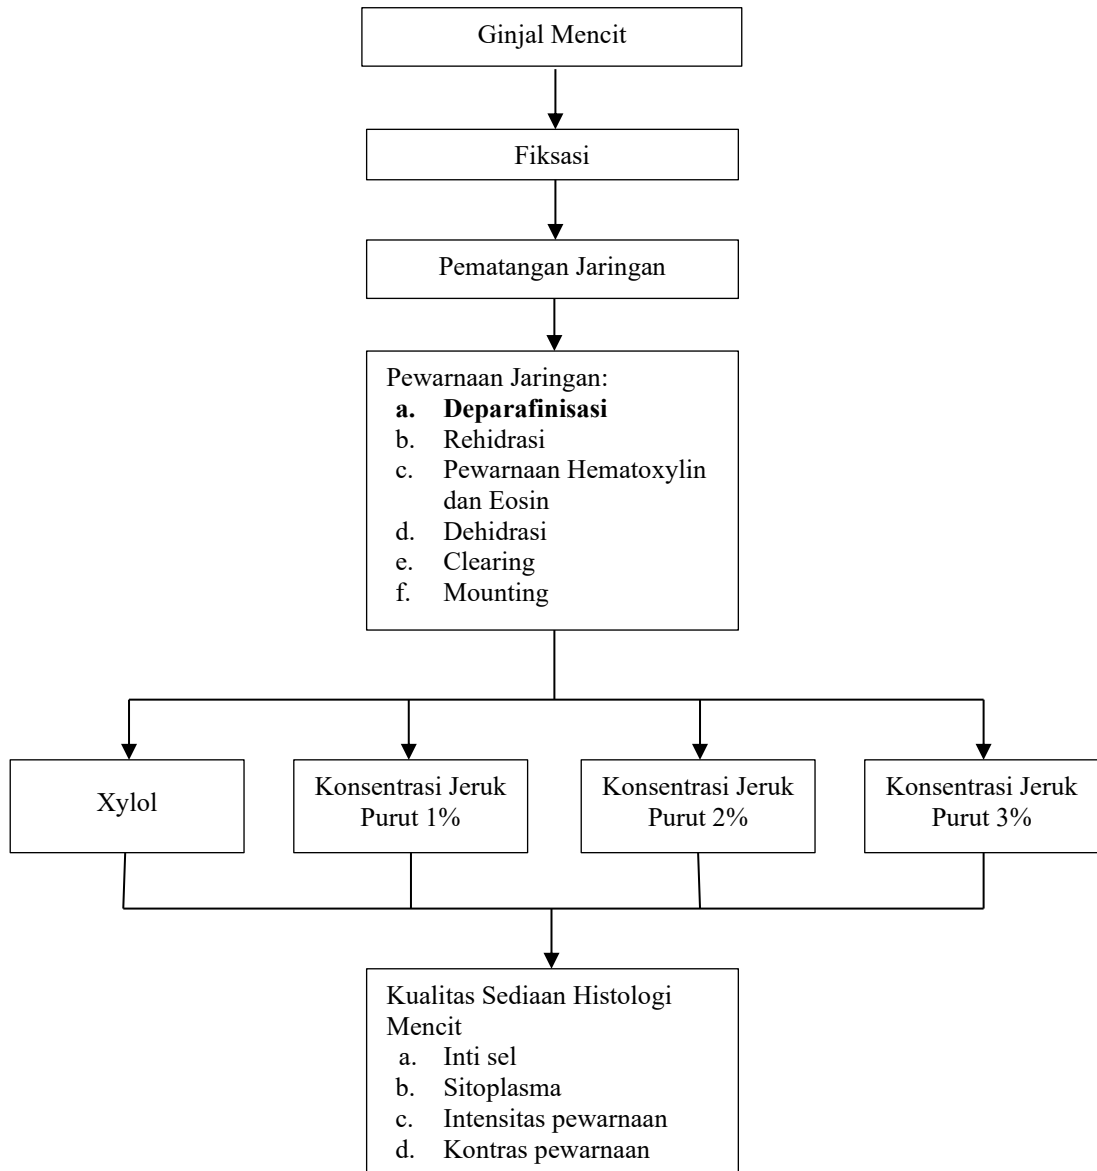 Ginjal Mencit
Fiksasi
Pematangan Jaringan
Pewarnaan Jaringan:
a. Deparafinisasi
b. Rehidrasi
c. Pewarnaan Hematoxylin
dan Eosin
d. Dehidrasi
e. Clearing
f. Mounting
Xylol
Konsentrasi Jeruk
Purut 1%
Konsentrasi Jeruk
Purut 2%
Konsentrasi Jeruk
Purut 3%
Kualitas Sediaan Histologi
Mencit
a. Inti sel
b. Sitoplasma
c. Intensitas pewarnaan
d. Kontras pewarnaan